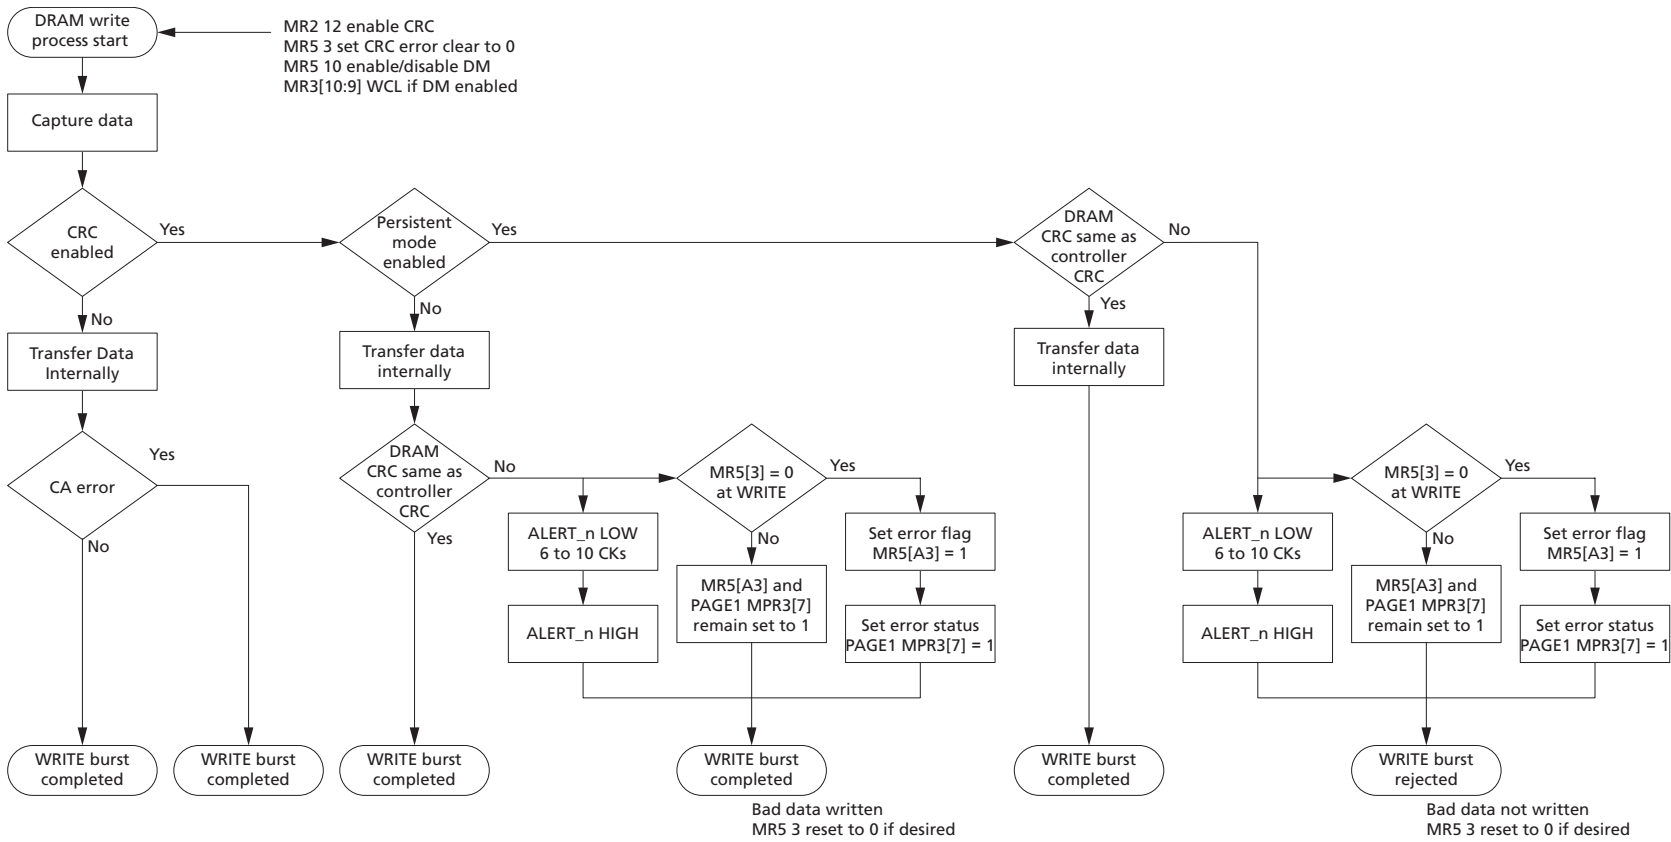 DRAM write
process start
MR2 12 enable CRC
MR5 3 set CRC error clear to 0
MR5 10 enable/disable DM
MR3[10:9] WCL if DM enabled
Capture data
CRC
enabled
Yes
No
Persistent
mode
enabled
Yes
No
DRAM
CRC same as
controller
CRC
No
Yes
Transfer Data
Internally
Transfer data
internally
Transfer data
internally
CA error
Yes
No
DRAM
CRC same as
controller
CRC
No
Yes
MR5[3] = 0
at WRITE
Yes
No
ALERT_n LOW
6 to 10 CKs
Set error flag
MR5[A3] = 1
ALERT_n HIGH
MR5[A3] and
PAGE1 MPR3[7]
remain set to 1
Set error status
PAGE1 MPR3[7] = 1
MR5[3] = 0
at WRITE
Yes
No
ALERT_n LOW
6 to 10 CKs
Set error flag
MR5[A3] = 1
ALERT_n HIGH
MR5[A3] and
PAGE1 MPR3[7]
remain set to 1
Set error status
PAGE1 MPR3[7] = 1
WRITE burst
completed
WRITE burst
completed
WRITE burst
completed
WRITE burst
completed
Bad data written
MR5 3 reset to 0 if desired
WRITE burst
completed
WRITE burst
rejected
Bad data not written
MR5 3 reset to 0 if desired